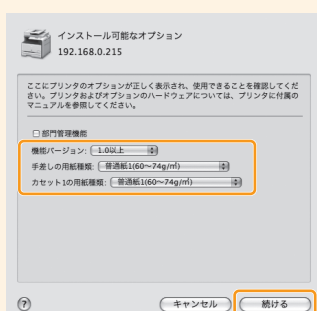 インストール可能なオプション
192.168.0.215
ここにプリンタのオプションが正しく表示され、使用できることを確認してくだ
さい。プリンタおよびオプションのハードウェアについては、プリンタに付属の
マニュアルを参照してください。
部門管理機能
機能バージョン: 1.0以上
手差しの用紙種類: 普通紙1(60〜74g/㎡)
カセット1の用紙種類: 普通紙1(60〜74g/㎡)
? キャンセル 続ける